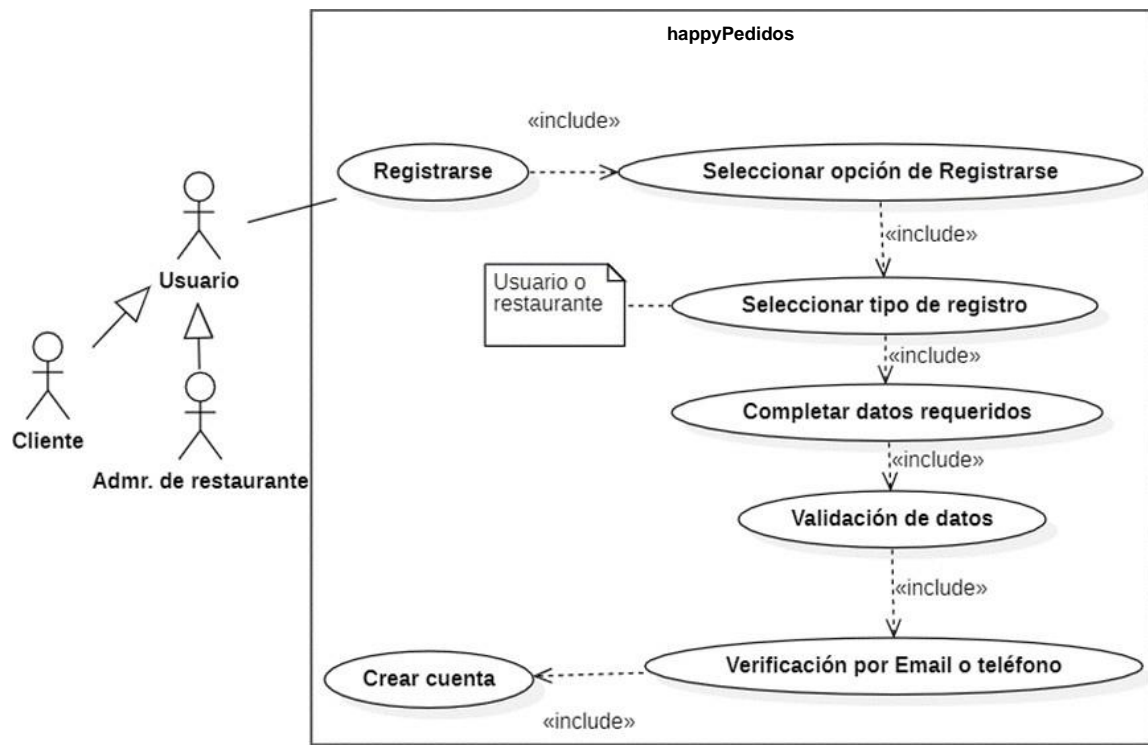 happyPedidos
«include»
Registrarse
Seleccionar opción de Registrarse
«include»
Usuario
Usuario o
restaurante
Seleccionar tipo de registro
«include»
Completar datos requeridos
Cliente
Admr. de restaurante
«include»
Validación de datos
«include»
Verificación por Email o teléfono
Crear cuenta
«include»